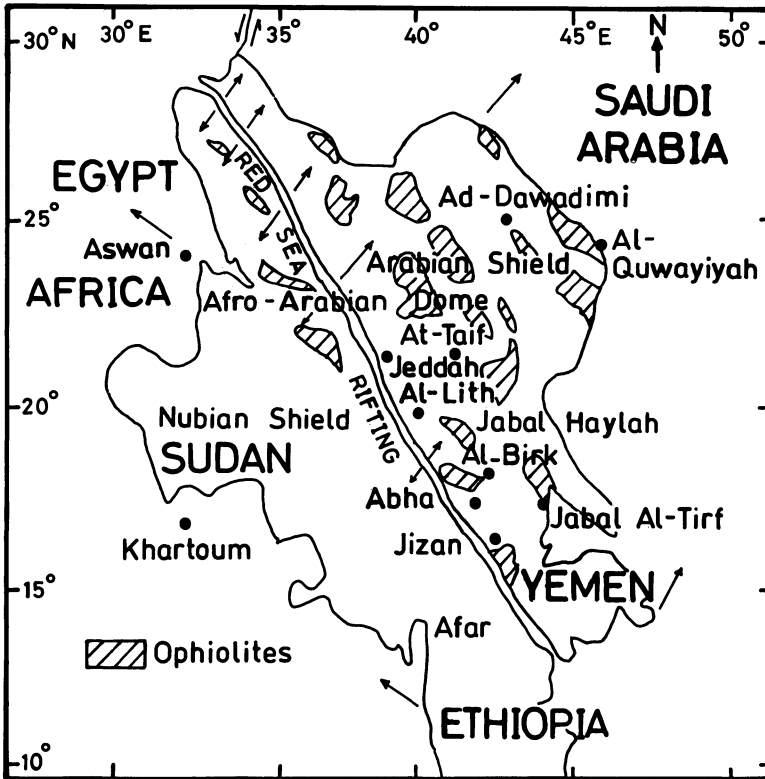 30°N
30°E
35°
40°
45°E
N
50°
SAUDI
ARABIA
EGYPT
RED
SEA
RIFTING
Ad-Dawadimi
25°
Aswan
Al-
Quwayiyah
Arabian Shield
AFRICA
Afro-Arabian Dome
At-Taif
Jeddah
Al-Lith
20°
Nubian Shield
Jabal Haylah
SUDAN
Al-Birk
Abha
Jabal Al-Tirf
Khartoum
Jizan
15°
YEMEN
Afar
Ophiolites
ETHIOPIA
10°